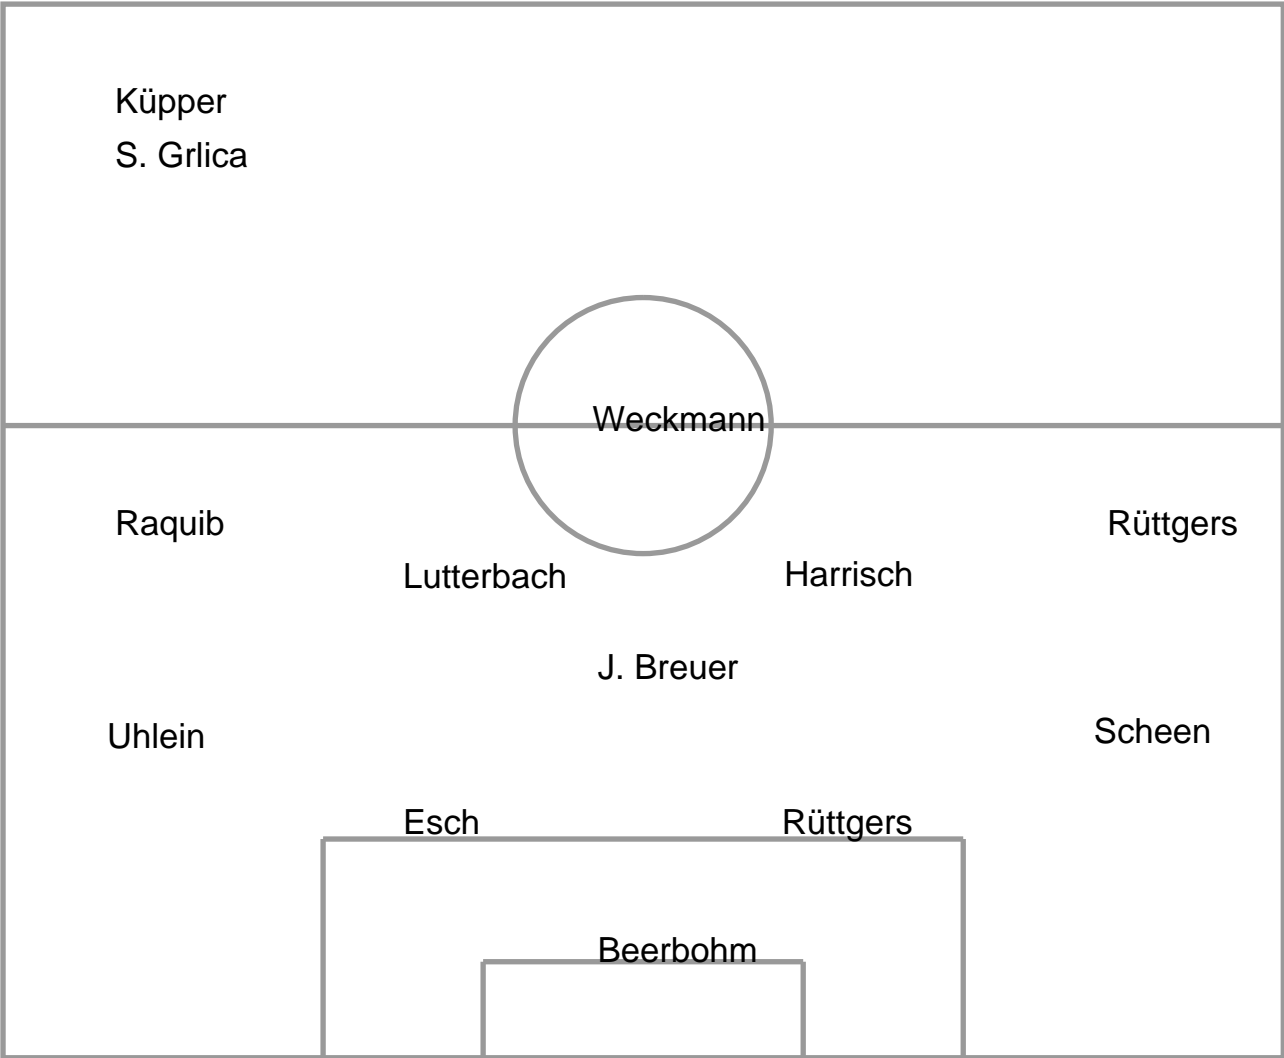 Küpper
S. Grlica
Weckmann
Raquib
Rüttgers
Lutterbach
Harrisch
J. Breuer
Uhlein
Scheen
Esch
Rüttgers
Beerbohm